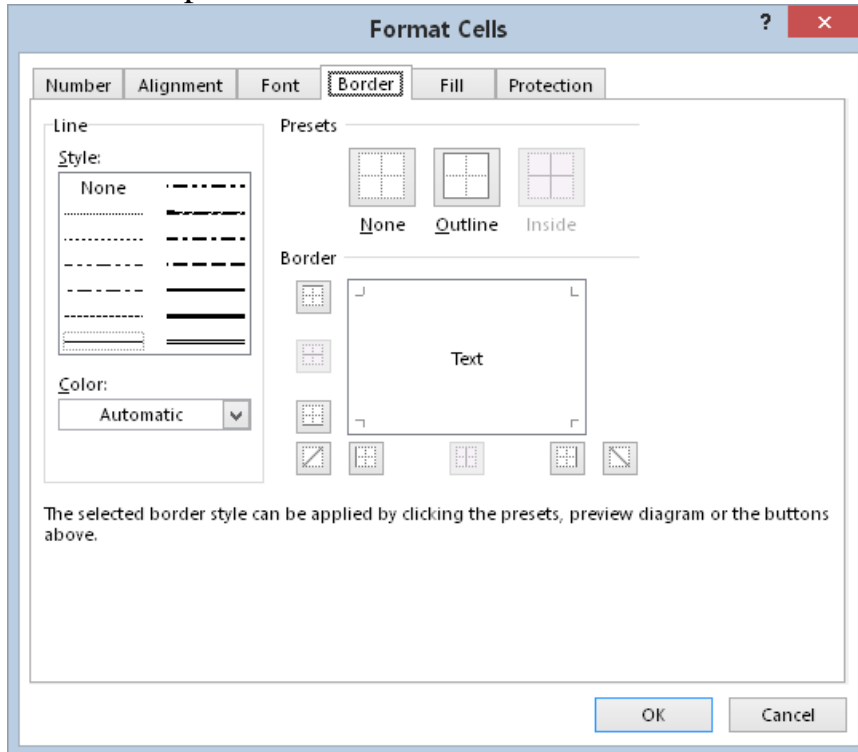 Format Cells
?
×
Number Alignment Font Border Fill Protection
Line
Style:
None
Color:
Automatic
Presets
None Outline Inside
Border
Text
The selected border style can be applied by clicking the presets, preview diagram or the buttons
above.
OK Cancel